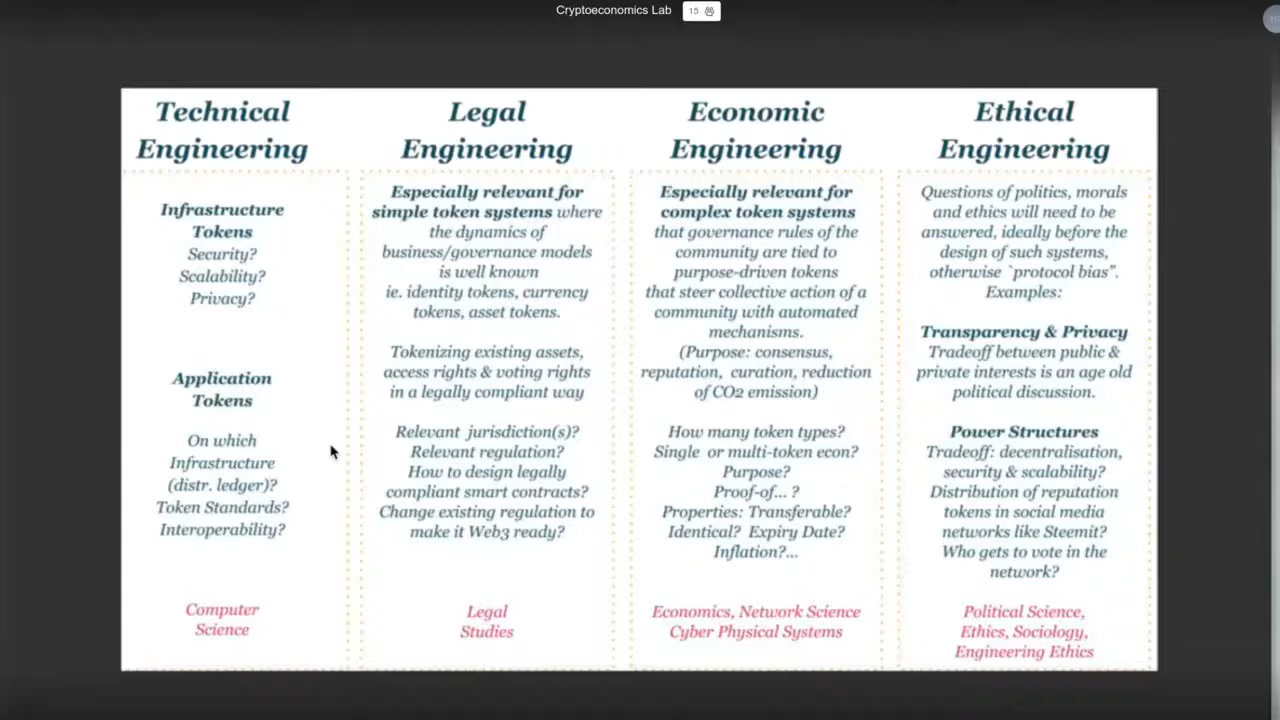 Cryptoeconomics Lab 15
Technical
Engineering
Infrastructure
Tokens
Security?
Scalability?
Privacy?
Application
Tokens
On which
Infrastructure
(distr. ledger)?
Token Standards?
Interoperability?
Computer
Science
Legal
Engineering
Especially relevant for
simple token systems where
the dynamics of
business/governance models
is well known
ie. identity tokens, currency
tokens, asset tokens.
Tokenizing existing assets,
access rights & voting rights
in a legally compliant way
Relevant jurisdiction(s)?
Relevant regulation?
How to design legally
compliant smart contracts?
Change existing regulation to
make it Web3 ready?
Legal
Studies
Economic
Engineering
Especially relevant for
complex token systems
that governance rules of the
community are tied to
purpose-driven tokens
that steer collective action of a
community with automated
mechanisms.
(Purpose: consensus,
reputation, curation, reduction
of CO2 emission)
How many token types?
Single or multi-token econ?
Purpose?
Proof-of... ?
Properties: Transferable?
Identical? Expiry Date?
Inflation?...
Economics, Network Science
Cyber Physical Systems
Ethical
Engineering
Questions of politics, morals
and ethics will need to be
answered, ideally before the
design of such systems,
otherwise `protocol bias".
Examples:
Transparency & Privacy
Tradeoff between public &
private interests is an age old
political discussion.
Power Structures
Tradeoff: decentralisation,
security & scalability?
Distribution of reputation
tokens in social media
networks like Steemit?
Who gets to vote in the
network?
Political Science,
Ethics, Sociology,
Engineering Ethics